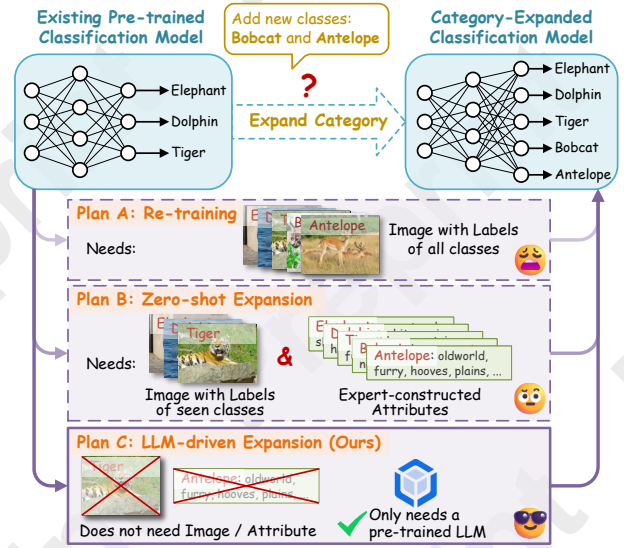 Existing Pre-trained
Classification Model
Add new classes:
Bobcat and Antelope
Category-Expanded
Classification Model
Elephant
Dolphin
Tiger
?
Expand Category
Elephant
Dolphin
Tiger
Bobcat
Antelope
Plan A: Re-training
Needs:
E
D
T
B
Antelope
Image with Labels
of all classes
Plan B: Zero-shot Expansion
Needs:
E
D
Tiger
Image with Labels
of seen classes
&
Antelope: oldworld,
furry, hooves, plains, ...
Expert-constructed
Attributes
Plan C: LLM-driven Expansion (Ours)
Tiger
Antelope: oldworld,
furry, hooves, plains, ...
Does not need Image / Attribute
Only needs a
pre-trained LLM